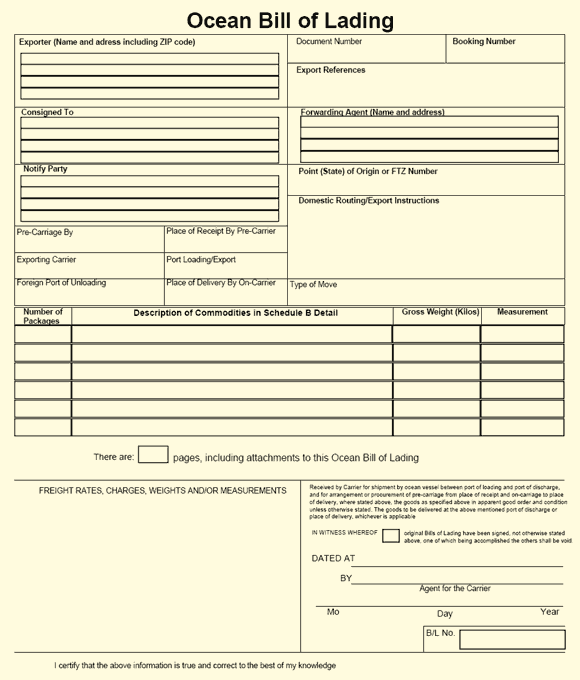 Ocean Bill of Lading
Exporter (Name and adress including ZIP code)
Document Number
Booking Number
Export References
Consigned To
Forwarding Agent (Name and address)
Notify Party
Point (State) of Origin or FTZ Number
Domestic Routing/Export Instructions
Pre-Carriage By
Place of Receipt By Pre-Carrier
Exporting Carrier
Port Loading/Export
Foreign Port of Unloading
Place of Delivery By On-Carrier
Type of Move
Number of
Packages
Description of Commodities in Schedule B Detail
Gross Weight (Kilos)
Measurement
There are:
pages, including attachments to this Ocean Bill of Lading
FREIGHT RATES, CHARGES, WEIGHTS AND/OR MEASUREMENTS
Received by Carrier for shipment by ocean vessel between port of loading and port of discharge,
and for arrangement or procurement of pre-carriage from place of receipt and on-carriage to place
of delivery, where stated above, the goods as specified above in apparent good order and condition
unless otherwise stated. The goods to be delivered at the above mentioned port of discharge or
place of delivery, whichever is applicable
IN WITNESS WHEREOF
original Bills of Lading have been signed, not otherwise stated
above, one of which being accomplished the others shall be void
DATED AT
BY
Agent for the Carrier
Mo
Day
Year
B/L No.
I certify that the above information is true and correct to the best of my knowledge